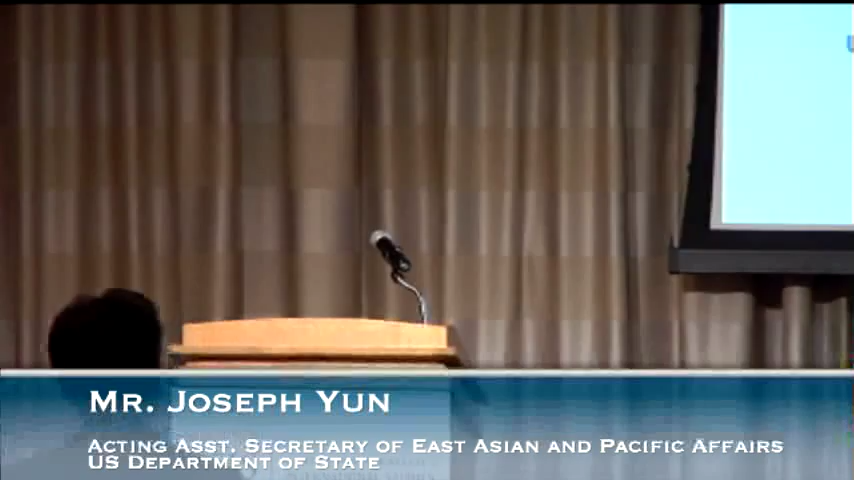 Mr. Joseph Yun
Acting Asst. Secretary of East Asian and Pacific Affairs
US Department of State